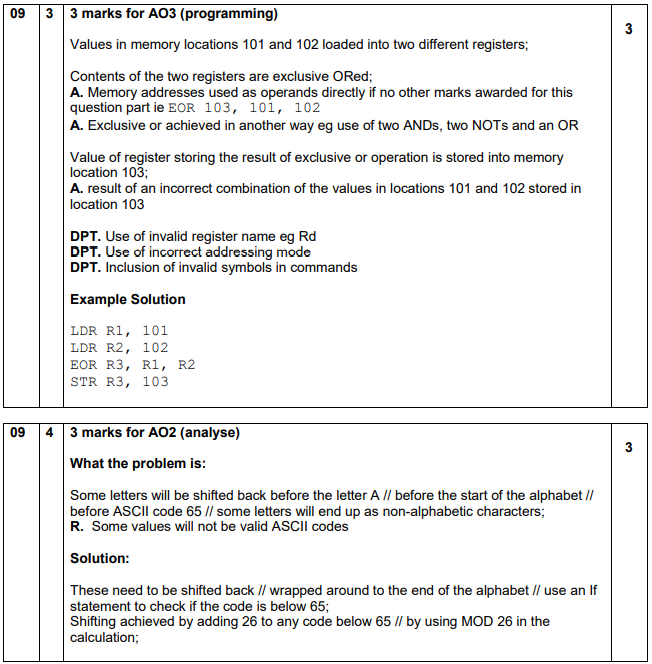 09 3 3 marks for AO3 (programming)
3
Values in memory locations 101 and 102 loaded into two different registers;
Contents of the two registers are exclusive ORed;
A. Memory addresses used as operands directly if no other marks awarded for this
question part ie EOR 103, 101, 102
A. Exclusive or achieved in another way eg use of two ANDs, two NOTs and an OR
Value of register storing the result of exclusive or operation is stored into memory
location 103;
A. result of an incorrect combination of the values in locations 101 and 102 stored in
location 103
DPT. Use of invalid register name eg Rd
DPT. Use of incorrect addressing mode
DPT. Inclusion of invalid symbols in commands
Example Solution
LDR R1, 101
LDR R2, 102
EOR R3, R1, R2
STR R3, 103
09 4 3 marks for AO2 (analyse)
3
What the problem is:
Some letters will be shifted back before the letter A // before the start of the alphabet //
before ASCII code 65 // some letters will end up as non-alphabetic characters;
R. Some values will not be valid ASCII codes
Solution:
These need to be shifted back // wrapped around to the end of the alphabet // use an If
statement to check if the code is below 65;
Shifting achieved by adding 26 to any code below 65 // by using MOD 26 in the
calculation;